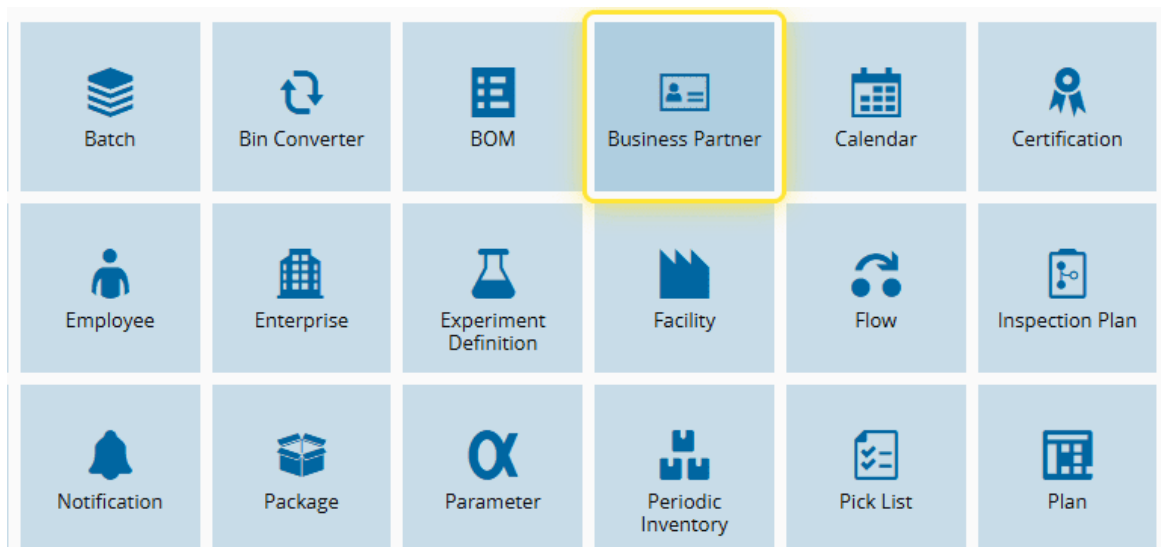 Batch
Bin Converter
BOM
Business Partner
Calendar
Certification
Employee
Enterprise
Experiment
Definition
Facility
Flow
Inspection Plan
Notification
Package
Parameter
Periodic
Inventory
Pick List
Plan